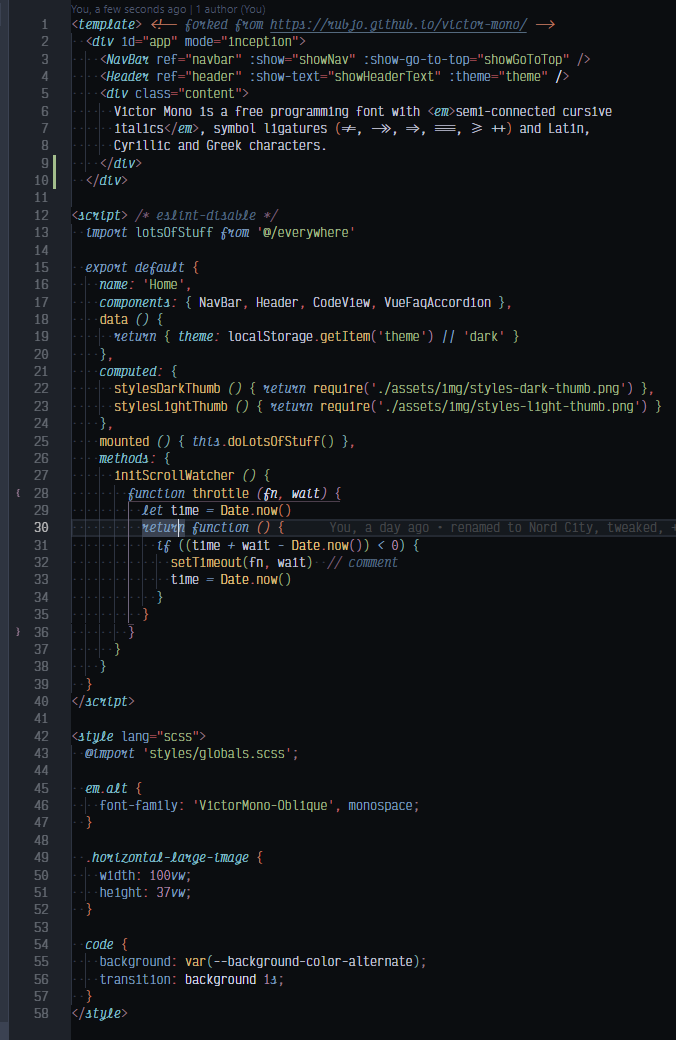 You, a few seconds ago | 1 author (You)
1 <template> <!-- forked from https://rubjo.github.io/victor-mono/ -->
2 <div id="app" mode="inception">
3 <NavBar ref="navbar" :show="showNav" :show-go-to-top="showGoToTop" />
4 <Header ref="header" :show-text="showHeaderText" :theme="theme" />
5 <div class="content">
6 Victor Mono is a free programming font with <em>semi-connected cursive
7 italics</em>, symbol ligatures (!=, ->>, =>, ===, >= ++) and Latin,
8 Cyrillic and Greek characters.
9 </div>
10 </div>
11
12 <script> /* eslint-disable */
13 import lotsOfStuff from '@/everywhere'
14
15 export default {
16 name: 'Home',
17 components: { NavBar, Header, CodeView, VueFaqAccordion },
18 data () {
19 return { theme: localStorage.getItem('theme') || 'dark' }
20 },
21 computed: {
22 stylesDarkThumb () { return require('./assets/img/styles-dark-thumb.png') },
23 stylesLightThumb () { return require('./assets/img/styles-light-thumb.png') }
24 },
25 mounted () { this.doLotsOfStuff() },
26 methods: {
27 initScrollWatcher () {
{ 28 function throttle (fn, wait) {
29 let time = Date.now()
30 return function () { You, a day ago • renamed to Nord City, tweaked, +
31 if ((time + wait - Date.now()) < 0) {
32 setTimeout(fn, wait) // comment
33 time = Date.now()
34 }
35 }
} 36 }
37 }
38 }
39 }
40 </script>
41
42 <style lang="scss">
43 @import 'styles/globals.scss';
44
45 em.alt {
46 font-family: 'VictorMono-Oblique', monospace;
47 }
48
49 .horizontal-large-image {
50 width: 100vw;
51 height: 37vw;
52 }
53
54 code {
55 background: var(--background-color-alternate);
56 transition: background 1s;
57 }
58 </style>